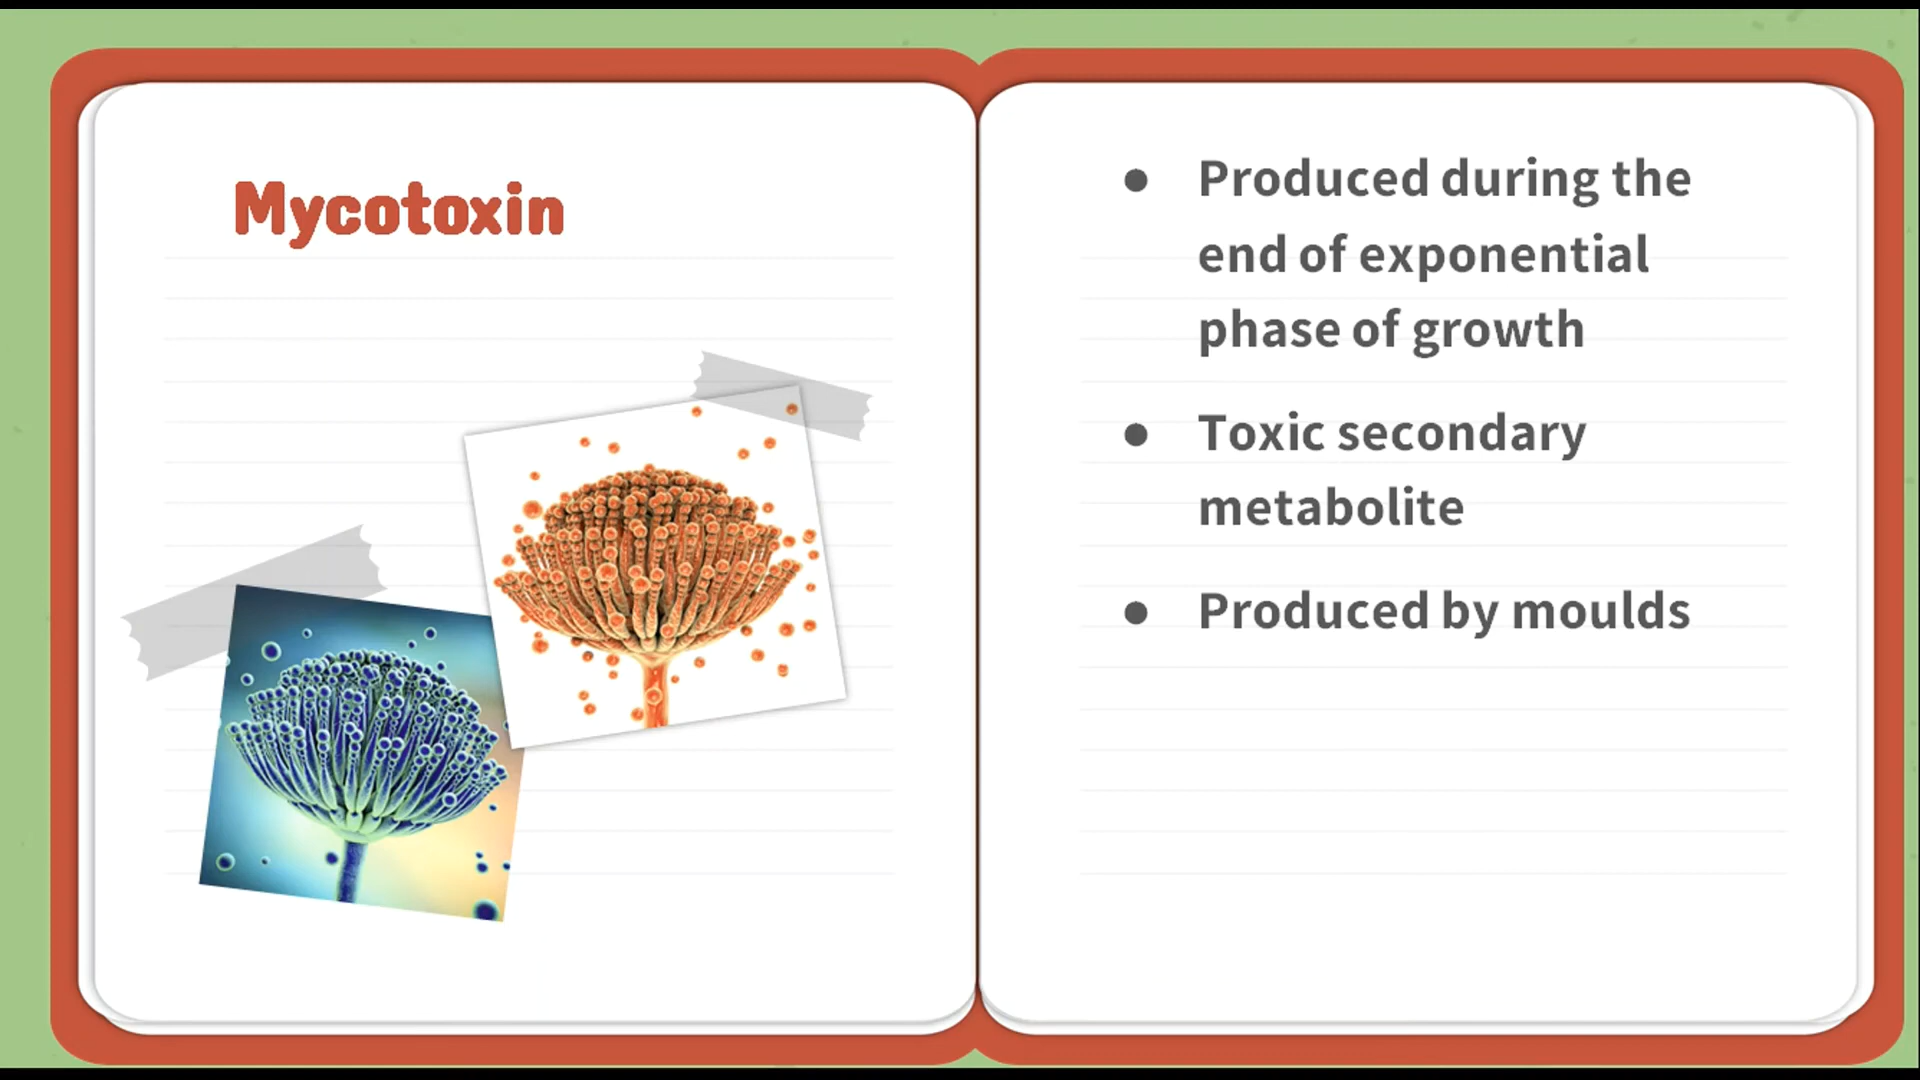 Mycotoxin
● Produced during the
end of exponential
phase of growth
● Toxic secondary
metabolite
● Produced by moulds